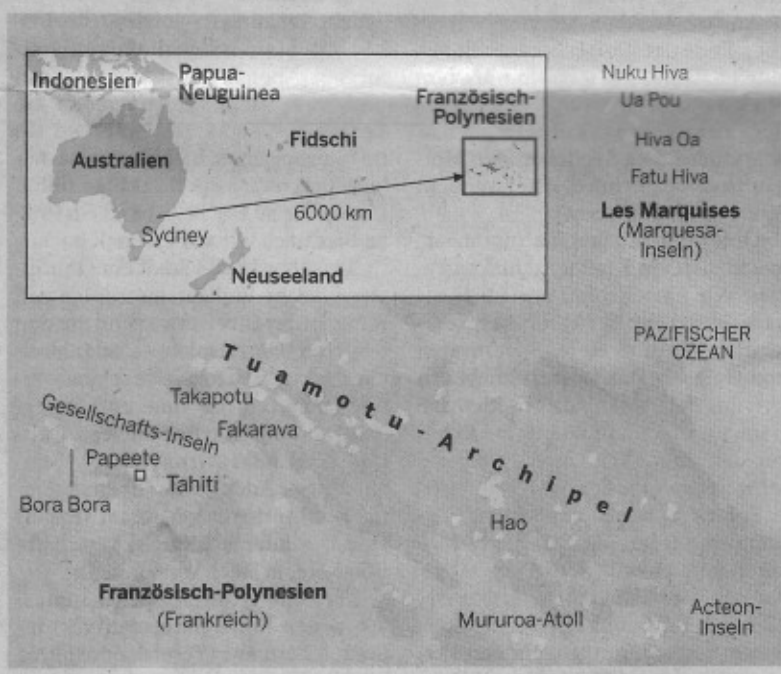 Indonesien
Papua-
Neuguinea
Australien
Fidschi
Französisch-
Polynesien
6000 km
Sydney
Neuseeland
Nuku Hiva
Ua Pou
Hiva Oa
Fatu Hiva
Les Marquises
(Marquesa-
Inseln)
PAZIFISCHER
OZEAN
Tuamotu-Archipel
Takapotu
Gesellschafts-Inseln
Fakarava
Papeete
Tahiti
Bora Bora
Hao
Französisch-Polynesien
(Frankreich)
Mururoa-Atoll
Acteon-
Inseln